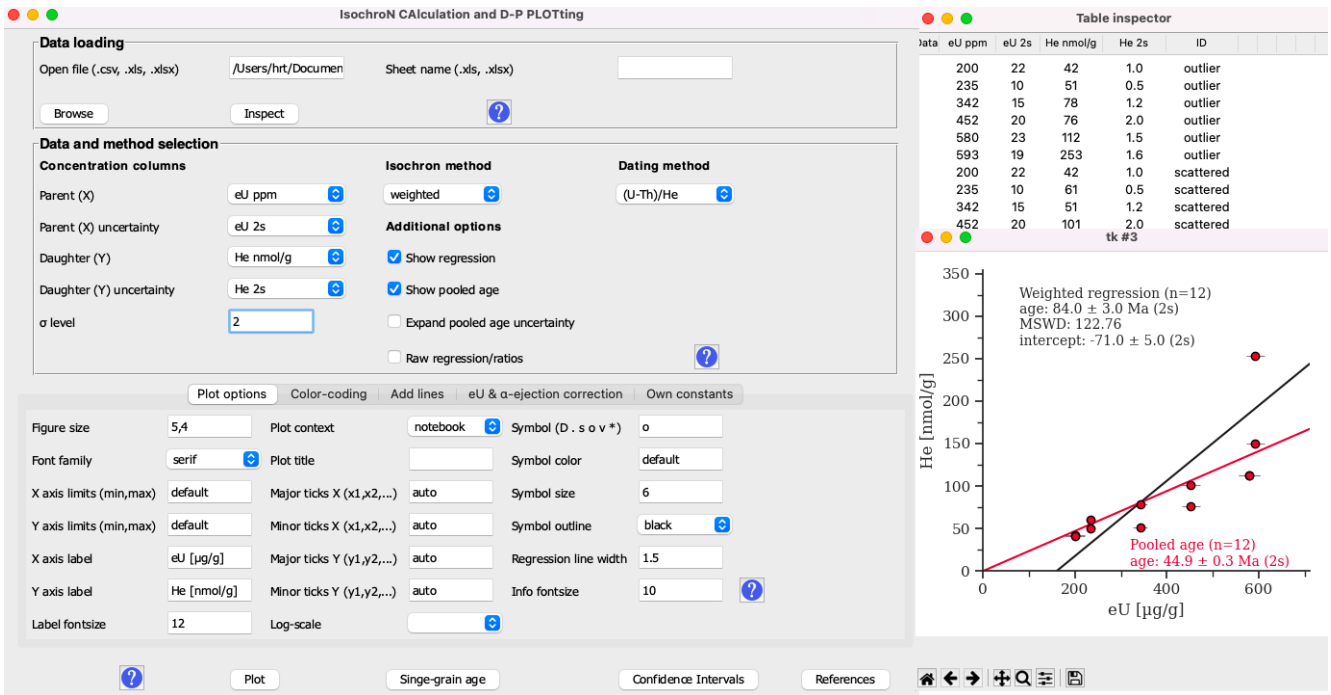 IsochroN CAlculation and D-P PLOTting
Data loading
Open file (.csv, .xls, .xlsx) /Users/hrt/Documen Sheet name (.xls, .xlsx)
Browse Inspect ?
Data and method selection
Concentration columns Isochron method Dating method
Parent (X) eU ppm weighted (U-Th)/He
Parent (X) uncertainty eU 2s Additional options
Daughter (Y) He nmol/g Show regression
Daughter (Y) uncertainty He 2s Show pooled age
σ level 2 Expand pooled age uncertainty
Raw regression/ratios ?
Plot options Color-coding Add lines eU & α-ejection correction Own constants
Figure size 5,4 Plot context notebook Symbol (D . s o v *) o
Font family serif Plot title Symbol color default
X axis limits (min,max) default Major ticks X (x1,x2,...) auto Symbol size 6
Y axis limits (min,max) default Minor ticks X (x1,x2,...) auto Symbol outline black
X axis label eU [µg/g] Major ticks Y (y1,y2,...) auto Regression line width 1.5
Y axis label He [nmol/g] Minor ticks Y (y1,y2,...) auto Info fontsize 10 ?
Label fontsize 12 Log-scale
? Plot Singe-grain age Confidence Intervals References
Table inspector
Data eU ppm eU 2s He nmol/g He 2s ID
200 22 42 1.0 outlier
235 10 51 0.5 outlier
342 15 78 1.2 outlier
452 20 76 2.0 outlier
580 23 112 1.5 outlier
593 19 253 1.6 outlier
200 22 42 1.0 scattered
235 10 61 0.5 scattered
342 15 51 1.2 scattered
452 20 101 2.0 scattered
tk #3
Weighted regression (n=12)
age: 84.0 ± 3.0 Ma (2s)
MSWD: 122.76
intercept: -71.0 ± 5.0 (2s)
350
300
250
200
150
100
50
0
He [nmol/g]
Pooled age (n=12)
age: 44.9 ± 0.3 Ma (2s)
0 200 400 600
eU [µg/g]